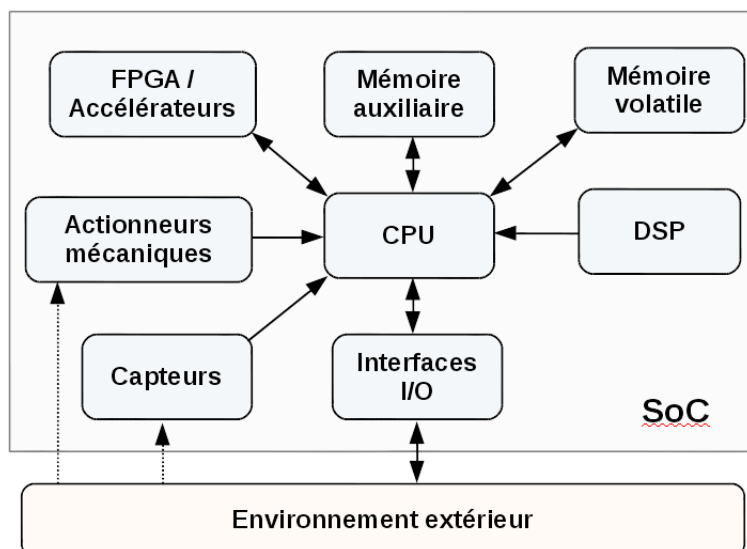 FPGA /
Accélérateurs
Mémoire
auxiliaire
Mémoire
volatile
Actionneurs
mécaniques
CPU
DSP
Capteurs
Interfaces
I/O
SoC
Environnement extérieur